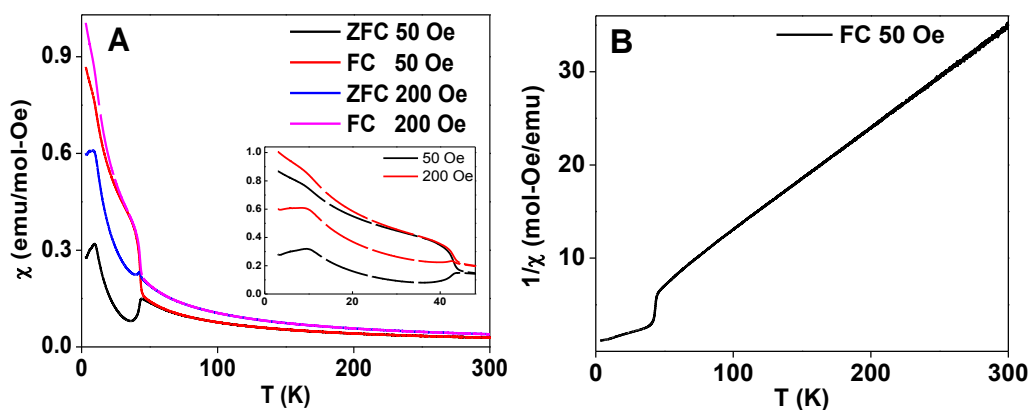 A
ZFC 50 Oe
FC 50 Oe
ZFC 200 Oe
FC 200 Oe
χ (emu/mol-Oe)
0.9
0.6
0.3
0.0
0
100
200
300
T (K)
50 Oe
200 Oe
1.0
0.8
0.6
0.4
0.2
0.0
0
20
40
B
FC 50 Oe
1/χ (mol-Oe/emu)
30
20
10
0
0
100
200
300
T (K)